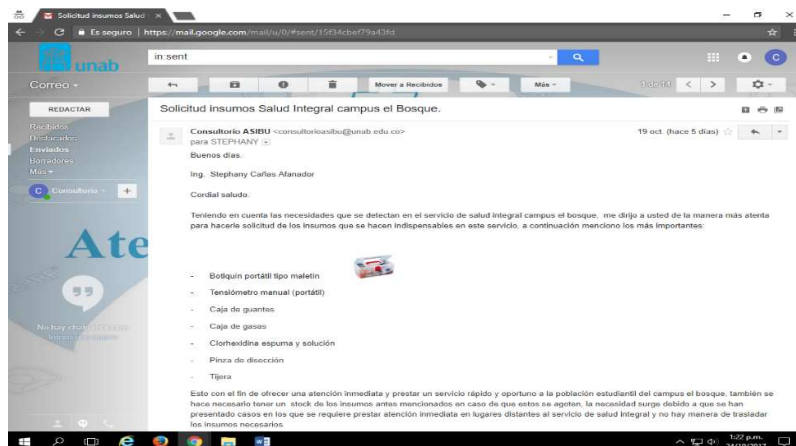 Solicitud insumos Salud
Es seguro | https://mail.google.com/mail/u/0/#sent/15f34cbef79a43fd
unab
in:sent
C
Correo
Mover a Recibidos
Más
1 de 14
REDACTAR
Solicitud insumos Salud Integral campus el Bosque.
Recibidos
Destacados
Enviados
Borradores
Más
C Consultorio +
Consultorio ASIBU <consultorioasibu@unab.edu.co>
19 oct. (hace 5 días)
para STEPHANY
Buenos días.
Ing. Stephany Cañas Afanador
Cordial saludo.
Teniendo en cuenta las necesidades que se detectan en el servicio de salud integral campus el bosque, me dirijo a usted de la manera más atenta
para hacerle solicitud de los insumos que se hacen indispensables en este servicio, a continuación menciono los más importantes:
Ate
- Botiquín portátil tipo maletín
- Tensiómetro manual (portátil)
- Caja de guantes
- Caja de gasas
- Clorhexidina espuma y solución
- Pinza de disección
- Tijera
No hay chats
Esto con el fin de ofrecer una atención inmediata y prestar un servicio rápido y oportuno a la población estudiantil del campus el bosque, también se
hace necesario tener un stock de los insumos antes mencionados en caso de que estos se agoten, la necesidad surge debido a que se han
presentado casos en los que se requiere prestar atención inmediata en lugares distantes al servicio de salud integral y no hay manera de trasladar
los insumos necesarios
1:22 p.m.
24/10/2017